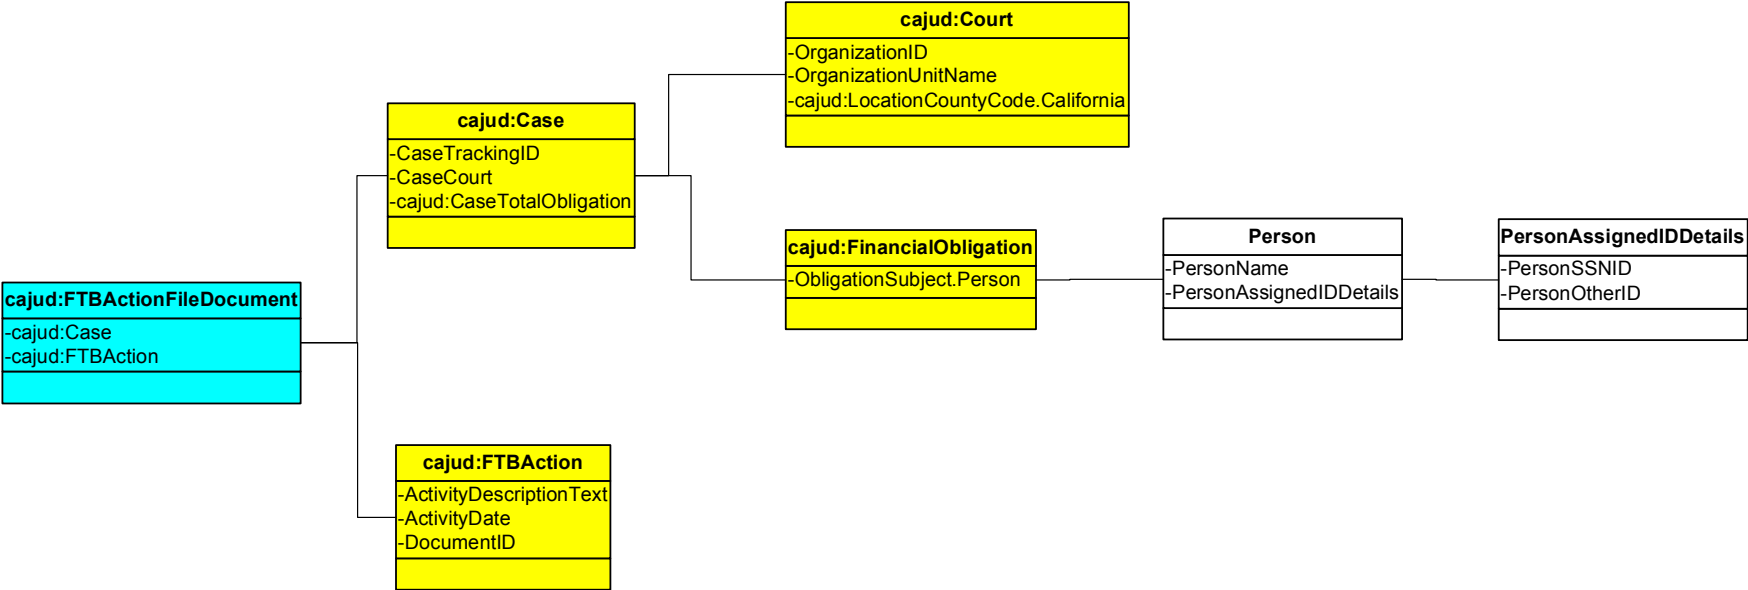 cajud:Court
-OrganizationID
-OrganizationUnitName
-cajud:LocationCountyCode.California
cajud:Case
-CaseTrackingID
-CaseCourt
-cajud:CaseTotalObligation
cajud:FinancialObligation
-ObligationSubject.Person
Person
-PersonName
-PersonAssignedIDDetails
PersonAssignedIDDetails
-PersonSSNID
-PersonOtherID
cajud:FTBActionFileDocument
-cajud:Case
-cajud:FTBAction
cajud:FTBAction
-ActivityDescriptionText
-ActivityDate
-DocumentID